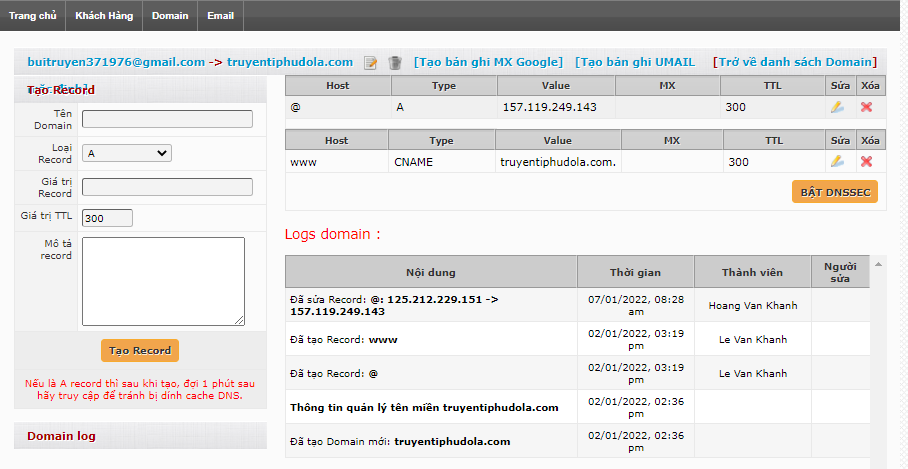 Trang chủ Khách Hàng Domain Email
buitruyen371976@gmail.com -> truyentiphudola.com [Tạo bản ghi MX Google] [Tạo bản ghi UMAIL [Trở về danh sách Domain]
Tạo Record
Tên Domain
Loại Record A
Giá trị Record
Giá trị TTL 300
Mô tả record
Tạo Record
Nếu là A record thì sau khi tạo, đợi 1 phút sau
hãy truy cập để tránh bị dính cache DNS.
Domain log
Host Type Value MX TTL Sửa Xóa
@ A 157.119.249.143 300
Host Type Value MX TTL Sửa Xóa
www CNAME truyentiphudola.com. 300
BẬT DNSSEC
Logs domain :
Nội dung Thời gian Thành viên Người sửa
Đã sửa Record: @: 125.212.229.151 -> 157.119.249.143 07/01/2022, 08:28 am Hoang Van Khanh
Đã tạo Record: www 02/01/2022, 03:19 pm Le Van Khanh
Đã tạo Record: @ 02/01/2022, 03:19 pm Le Van Khanh
Thông tin quản lý tên miền truyentiphudola.com 02/01/2022, 02:36 pm
Đã tạo Domain mới: truyentiphudola.com 02/01/2022, 02:36 pm